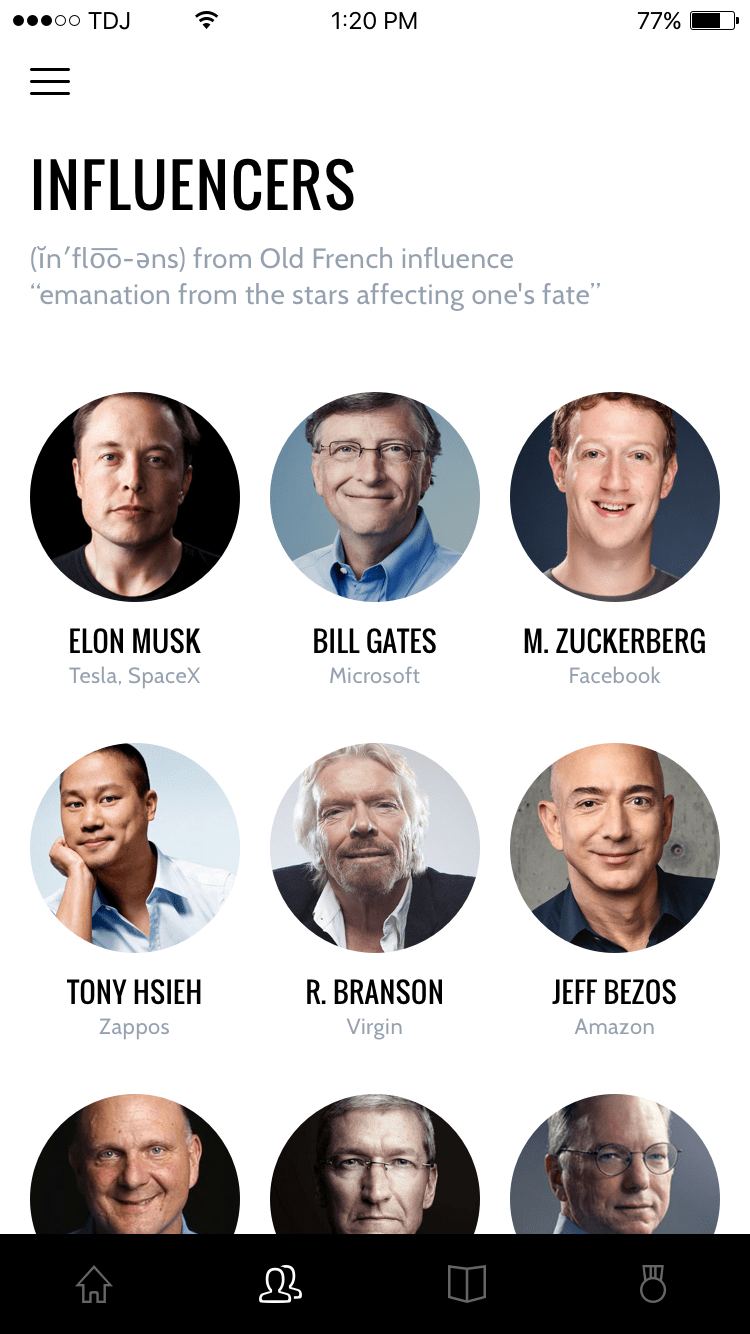 TDJ 1:20 PM 77%
INFLUENCERS
(ĭn′flo͞o-əns) from Old French influence
“emanation from the stars affecting one's fate”
ELON MUSK BILL GATES M. ZUCKERBERG
Tesla, SpaceX Microsoft Facebook
TONY HSIEH R. BRANSON JEFF BEZOS
Zappos Virgin Amazon